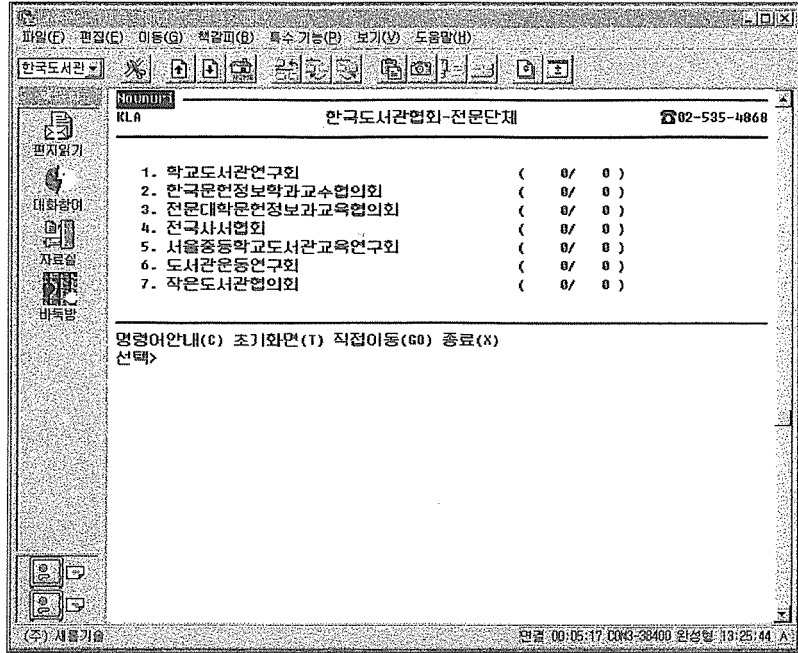 파일(F) 편집(E) 이동(G) 책갈피(B) 특수 기능(P) 보기(V) 도움말(H)
한국도서관
Nounuri
KLA 한국도서관협회-전문단체 ☎02-535-4868
편지읽기
대화참여
자료실
바둑방
1. 학교도서관연구회 ( 0/ 0 )
2. 한국문헌정보학과교수협의회 ( 0/ 0 )
3. 전문대학문헌정보과교육협의회 ( 0/ 0 )
4. 전국사서협회 ( 0/ 0 )
5. 서울중등학교도서관교육연구회 ( 0/ 0 )
6. 도서관운동연구회 ( 0/ 0 )
7. 작은도서관협의회 ( 0/ 0 )
명령어안내(C) 초기화면(T) 직접이동(GO) 종료(X)
선택>
(주) 새롬기술 연결 00:05:17 COM3-38400 완성형 13:25:44 A